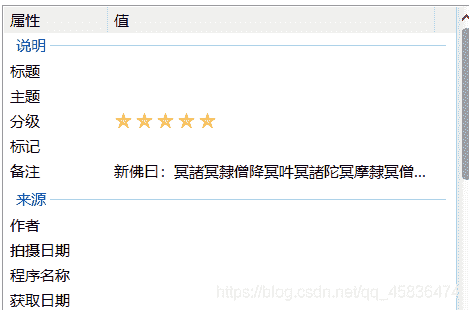 属性 值
说明
标题
主题
分级
标记
备注 新佛曰：冥諸冥隸僧降冥吽冥諸陀冥摩隸冥僧...
来源
作者
拍摄日期
程序名称
获取日期
https://blog.csdn.net/qq_45836474